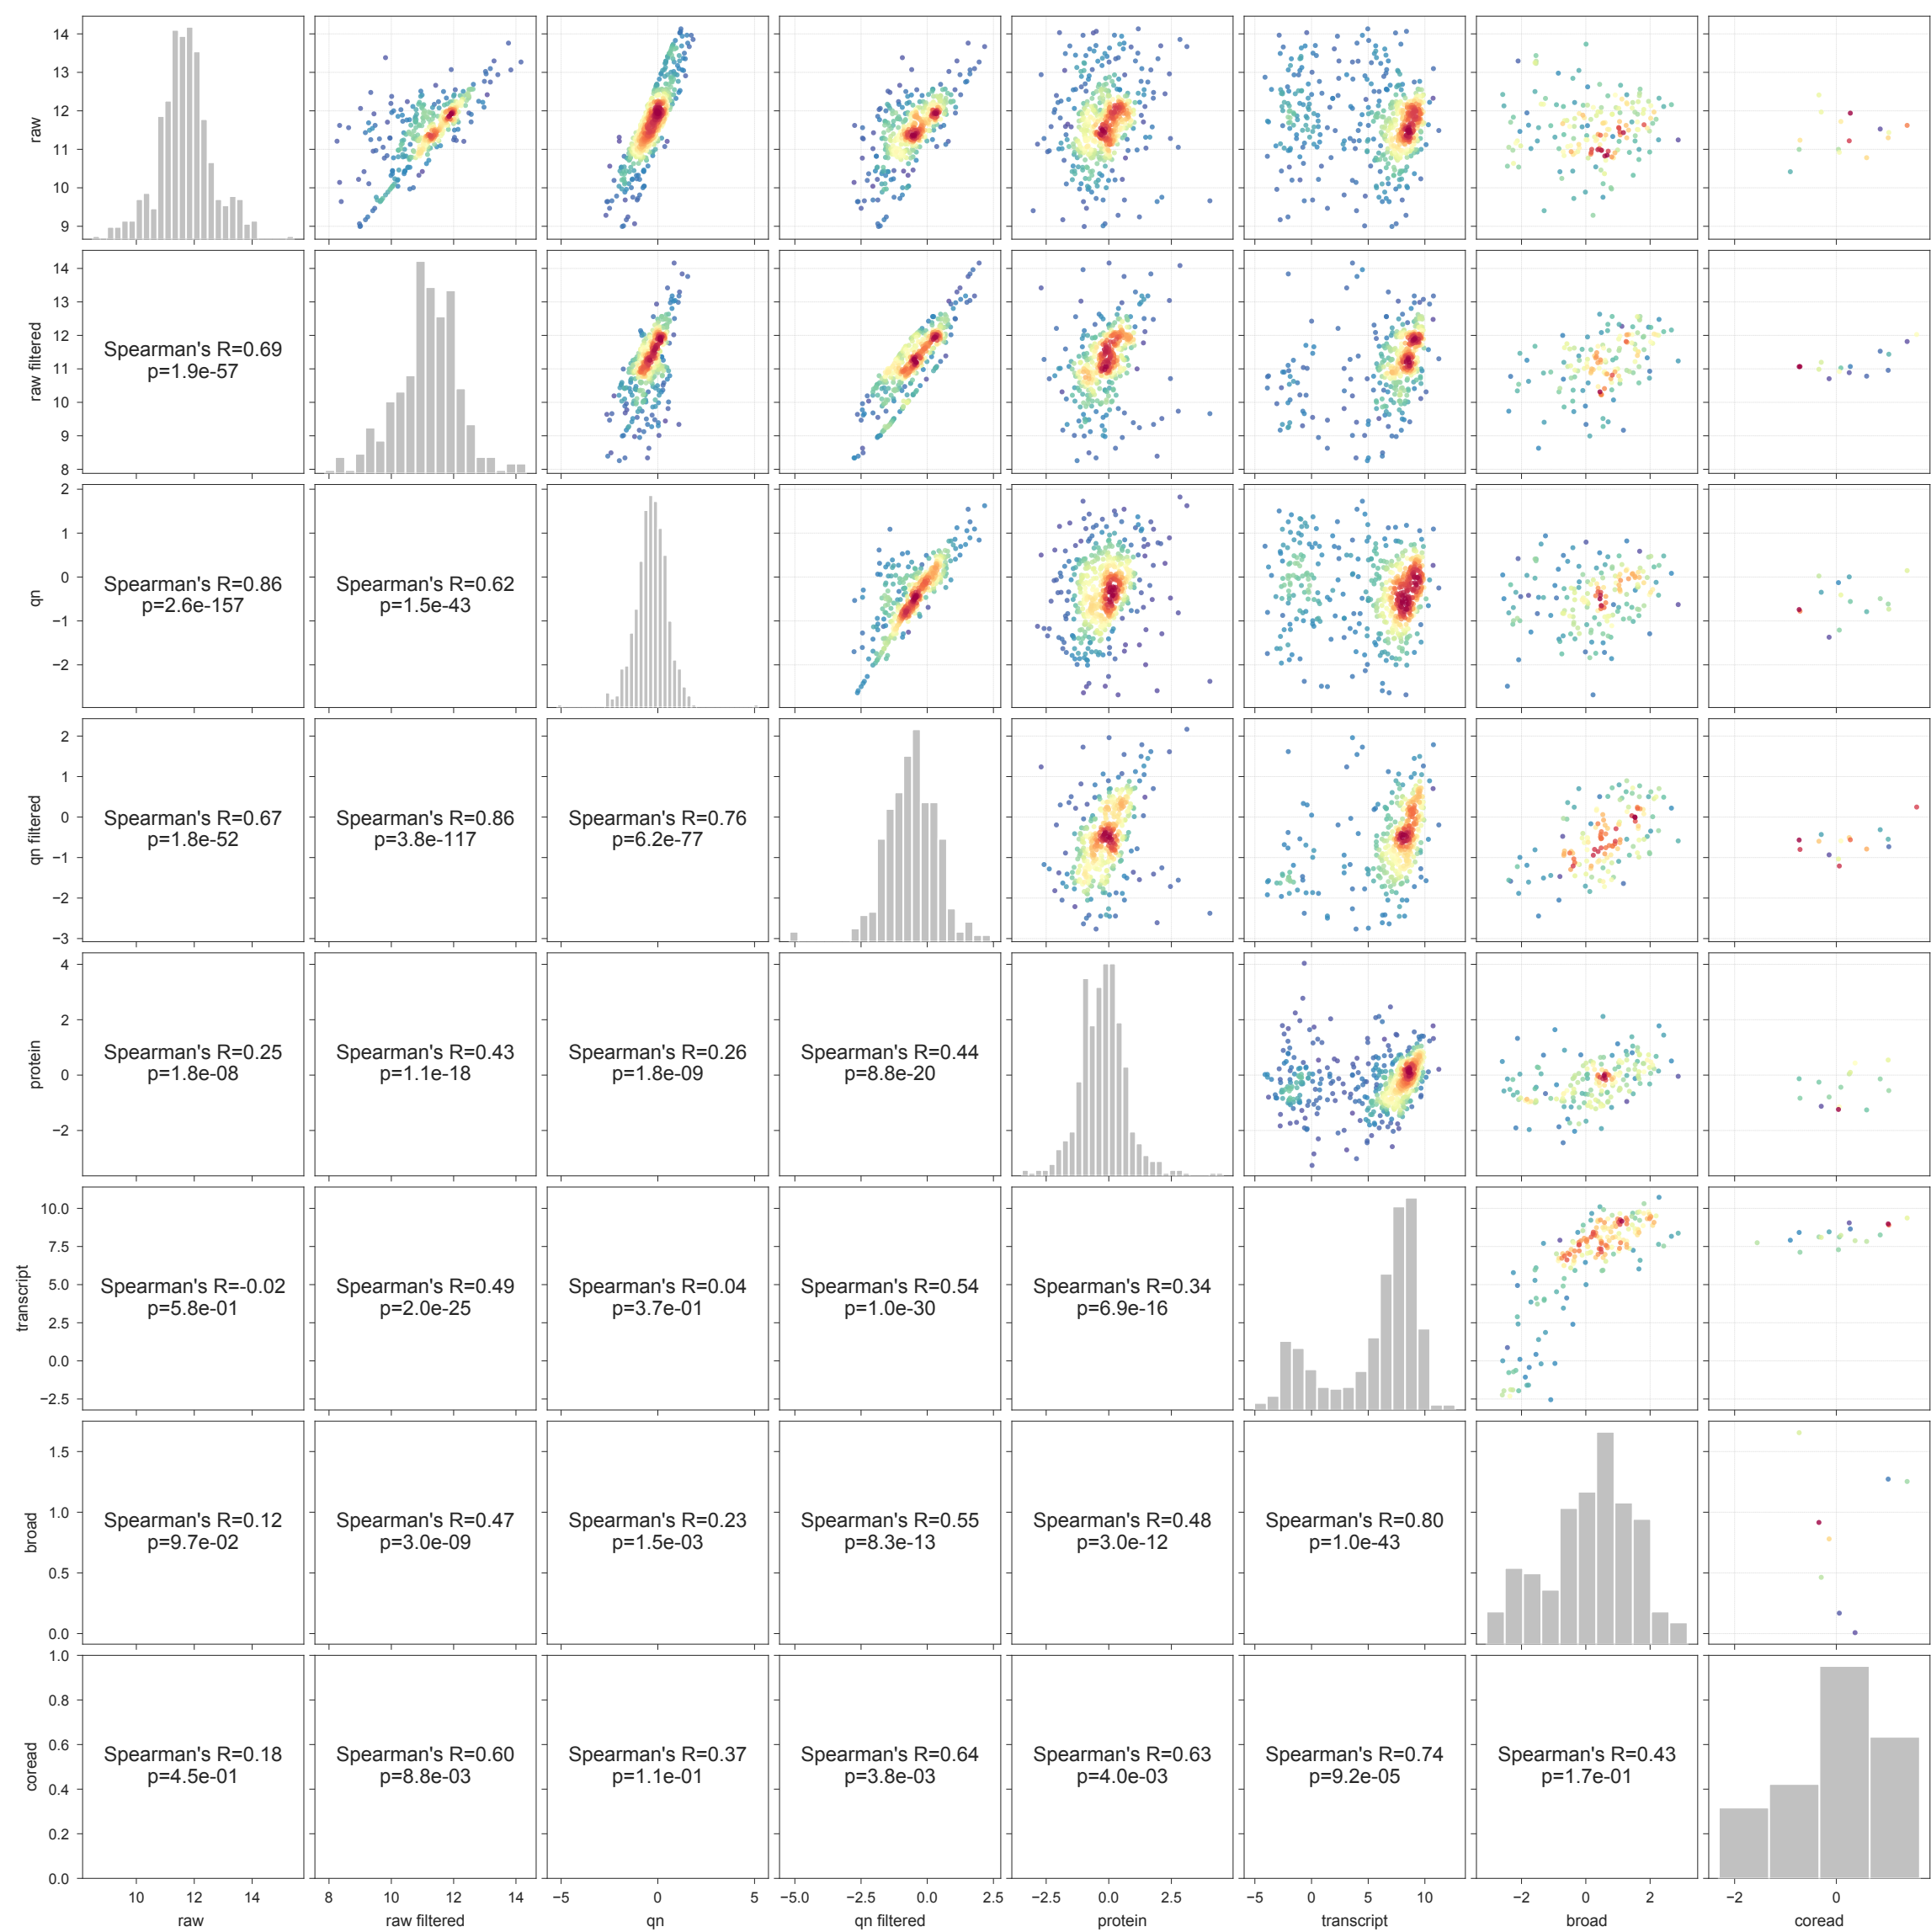 14
13
12
11
10
9
raw
14
13
12
11
10
9
8
raw filtered
Spearman's R=0.69
p=1.9e-57
2
1
0
−1
−2
qn
Spearman's R=0.86
p=2.6e-157
Spearman's R=0.62
p=1.5e-43
2
1
0
−1
−2
−3
qn filtered
Spearman's R=0.67
p=1.8e-52
Spearman's R=0.86
p=3.8e-117
Spearman's R=0.76
p=6.2e-77
4
2
0
−2
protein
Spearman's R=0.25
p=1.8e-08
Spearman's R=0.43
p=1.1e-18
Spearman's R=0.26
p=1.8e-09
Spearman's R=0.44
p=8.8e-20
10.0
7.5
5.0
2.5
0.0
−2.5
transcript
Spearman's R=-0.02
p=5.8e-01
Spearman's R=0.49
p=2.0e-25
Spearman's R=0.04
p=3.7e-01
Spearman's R=0.54
p=1.0e-30
Spearman's R=0.34
p=6.9e-16
1.5
1.0
0.5
0.0
broad
Spearman's R=0.12
p=9.7e-02
Spearman's R=0.47
p=3.0e-09
Spearman's R=0.23
p=1.5e-03
Spearman's R=0.55
p=8.3e-13
Spearman's R=0.48
p=3.0e-12
Spearman's R=0.80
p=1.0e-43
1.0
0.8
0.6
0.4
0.2
0.0
coread
Spearman's R=0.18
p=4.5e-01
Spearman's R=0.60
p=8.8e-03
Spearman's R=0.37
p=1.1e-01
Spearman's R=0.64
p=3.8e-03
Spearman's R=0.63
p=4.0e-03
Spearman's R=0.74
p=9.2e-05
Spearman's R=0.43
p=1.7e-01
10 12 14
raw
8 10 12 14
raw filtered
−5 0 5
qn
−5.0 −2.5 0.0 2.5
qn filtered
−2.5 0.0 2.5
protein
−5 0 5 10
transcript
−2 0 2
broad
−2 0
coread